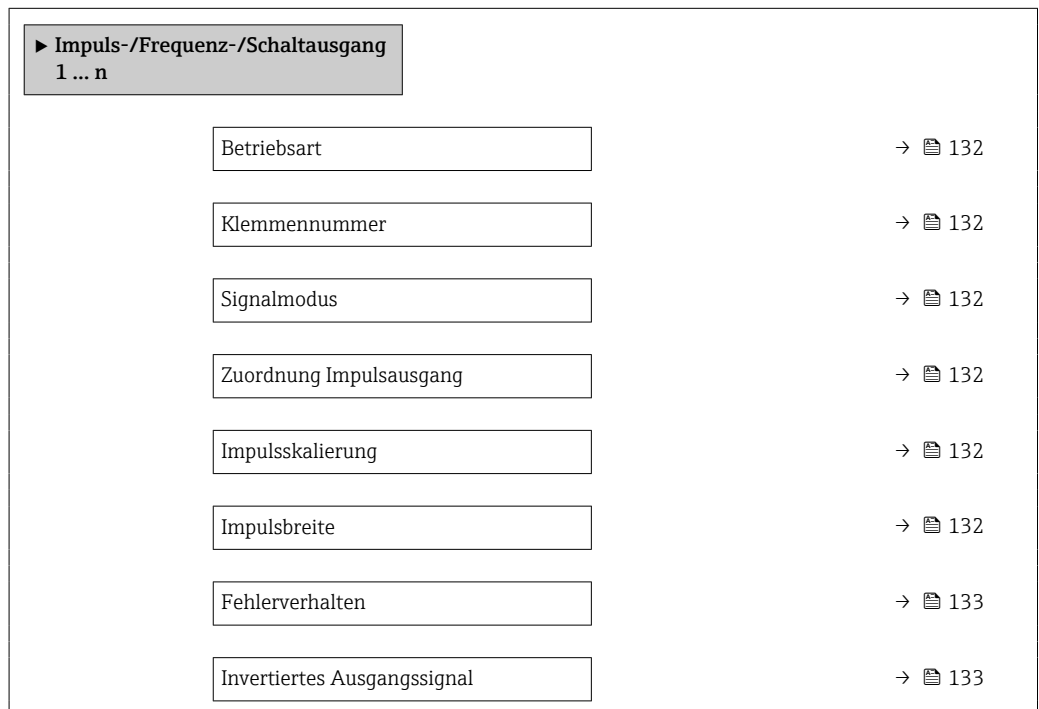 ► Impuls-/Frequenz-/Schaltausgang
1 … n
Betriebsart → 132
Klemmennummer → 132
Signalmodus → 132
Zuordnung Impulsausgang → 132
Impulsskalierung → 132
Impulsbreite → 132
Fehlerverhalten → 133
Invertiertes Ausgangssignal → 133